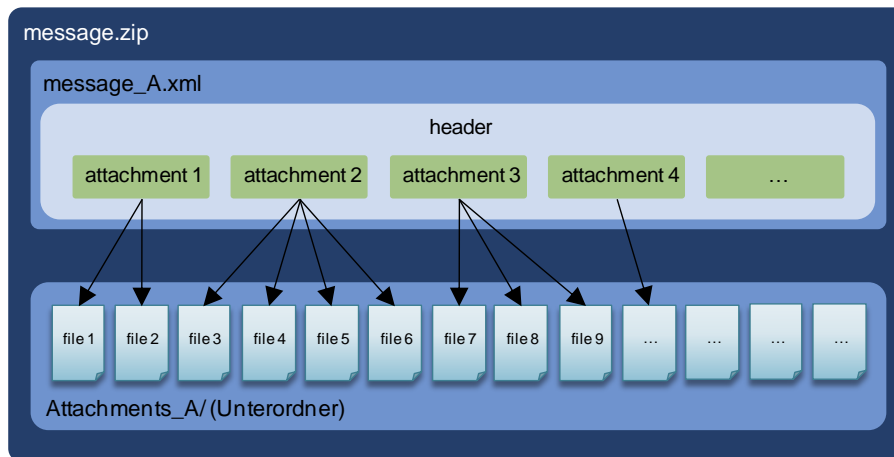 message.zip
message_A.xml
header
attachment 1 attachment 2 attachment 3 attachment 4 …
file 1 file 2 file 3 file 4 file 5 file 6 file 7 file 8 file 9 … … … …
Attachments_A/ (Unterordner)